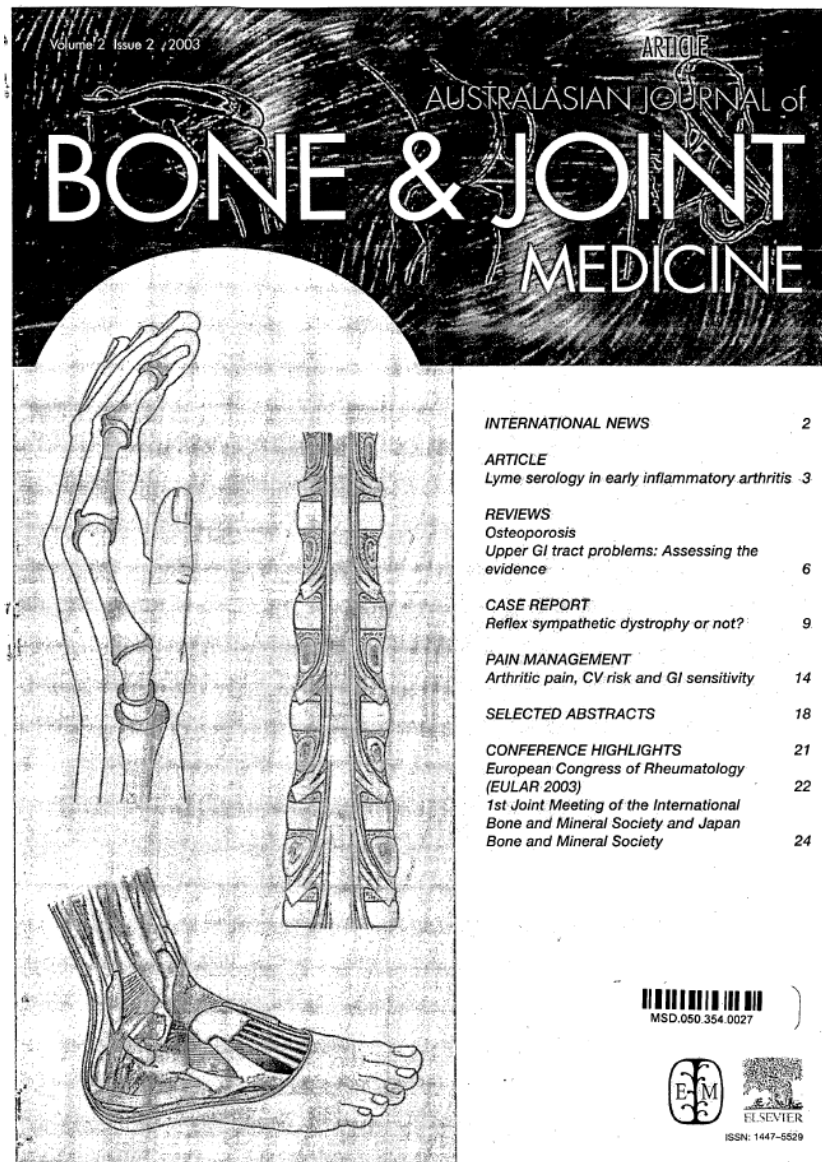 Volume 2 Issue 2 2003
ARTICLE
AUSTRALASIAN JOURNAL of
BONE & JOINT
MEDICINE
INTERNATIONAL NEWS 2
ARTICLE
Lyme serology in early inflammatory arthritis 3
REVIEWS
Osteoporosis
Upper GI tract problems: Assessing the
evidence 6
CASE REPORT
Reflex sympathetic dystrophy or not? 9
PAIN MANAGEMENT
Arthritic pain, CV risk and GI sensitivity 14
SELECTED ABSTRACTS 18
CONFERENCE HIGHLIGHTS 21
European Congress of Rheumatology
(EULAR 2003) 22
1st Joint Meeting of the International
Bone and Mineral Society and Japan
Bone and Mineral Society 24
MSD.050.354.0027
E M
ELSEVIER
ISSN: 1447-5529